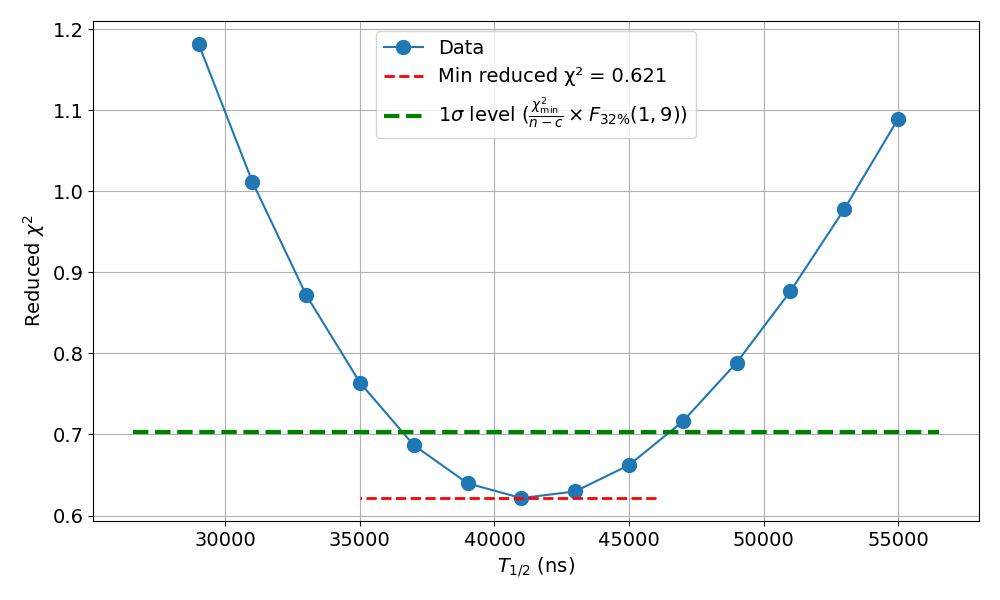 1.2
1.1
1.0
0.9
0.8
0.7
0.6
Reduced χ²
Data
Min reduced χ² = 0.621
1σ level (χ²min/n−c × F32%(1, 9))
30000 35000 40000 45000 50000 55000
T1/2 (ns)